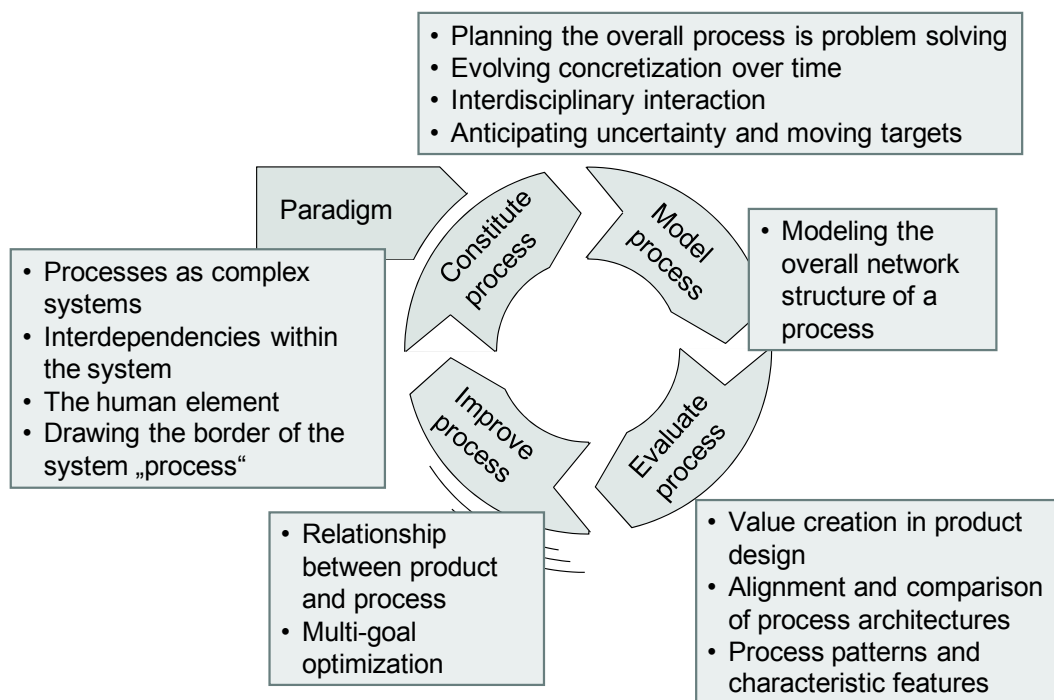 • Planning the overall process is problem solving
• Evolving concretization over time
• Interdisciplinary interaction
• Anticipating uncertainty and moving targets
Paradigm
Constitute
process
Model
process
• Modeling the
overall network
structure of a
process
• Processes as complex
systems
• Interdependencies within
the system
• The human element
• Drawing the border of the
system „process“
Improve
process
Evaluate
process
• Relationship
between product
and process
• Multi-goal
optimization
• Value creation in product
design
• Alignment and comparison
of process architectures
• Process patterns and
characteristic features